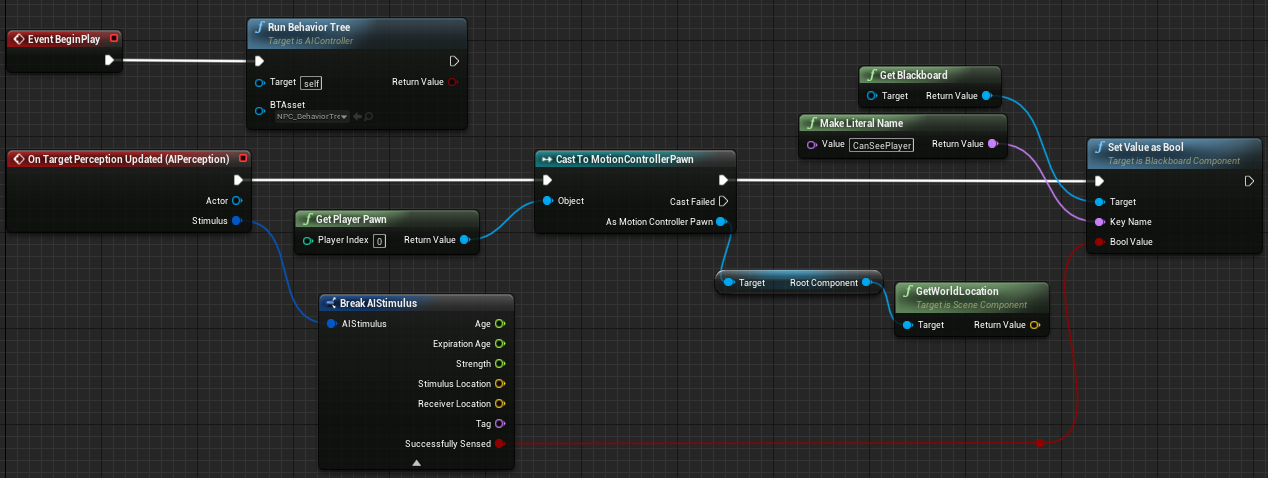 Event BeginPlay
Run Behavior Tree
Target is AIController
Target self
Return Value
BTAsset
NPC_BehaviorTre
Get Blackboard
Target
Return Value
Make Literal Name
Value CanSeePlayer
Return Value
Set Value as Bool
Target is Blackboard Component
Target
Key Name
Bool Value
On Target Perception Updated (AIPerception)
Actor
Stimulus
Get Player Pawn
Player Index 0
Return Value
Cast To MotionControllerPawn
Object
Cast Failed
As Motion Controller Pawn
Target
Root Component
GetWorldLocation
Target is Scene Component
Target
Return Value
Break AIStimulus
AIStimulus
Age
Expiration Age
Strength
Stimulus Location
Receiver Location
Tag
Successfully Sensed